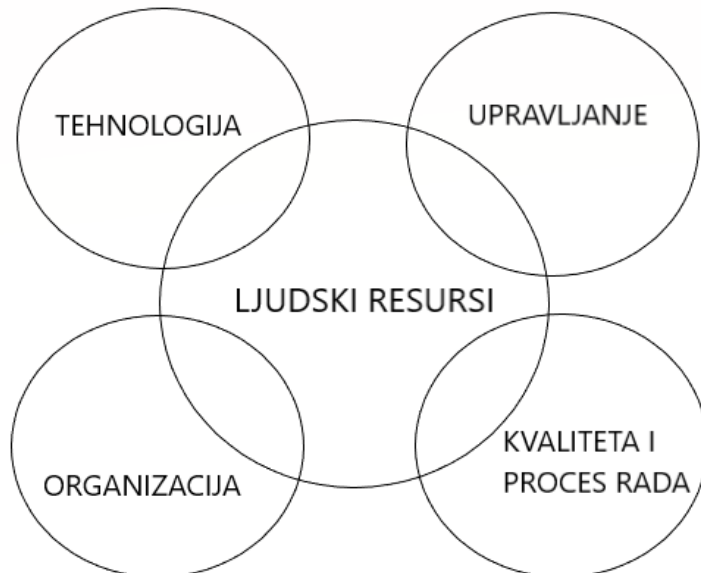 TEHNOLOGIJA
UPRAVLJANJE
LJUDSKI RESURSI
ORGANIZACIJA
KVALITETA I
PROCES RADA